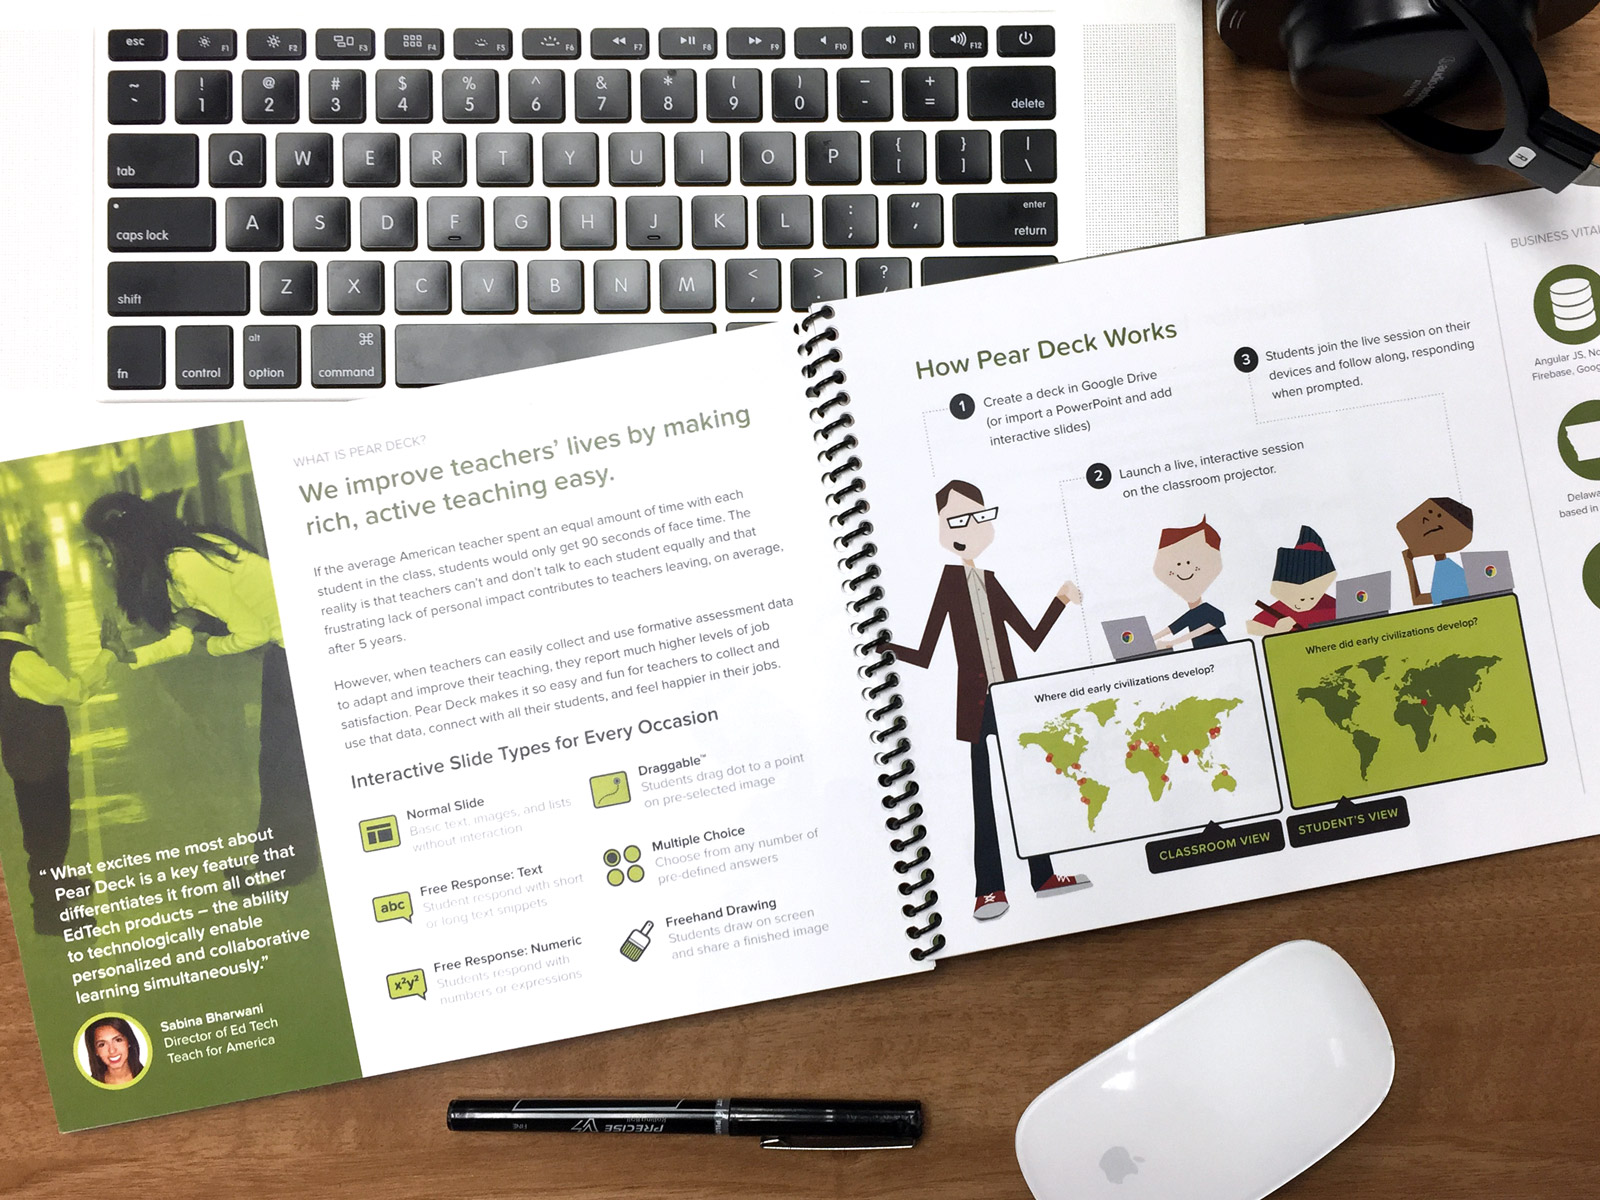 esc F1 F2 F3 F4 F5 F6 F7 F8 F9 F10 F11 F12
~ ! @ # $ % ^ & * ( ) _ +
` 1 2 3 4 5 6 7 8 9 0 - = delete
tab Q W E R T Y U I O P { [ } ] | \
caps lock A S D F G H J K L : ; " ' enter return
shift Z X C V B N M < , > . ?
fn control alt option ⌘ command
audio-technica
R
WHAT IS PEAR DECK?
We improve teachers' lives by making
rich, active teaching easy.
If the average American teacher spent an equal amount of time with each
student in the class, students would only get 90 seconds of face time. The
reality is that teachers can't and don't talk to each student equally and that
frustrating lack of personal impact contributes to teachers leaving, on average,
after 5 years.
However, when teachers can easily collect and use formative assessment data
to adapt and improve their teaching, they report much higher levels of job
satisfaction. Pear Deck makes it so easy and fun for teachers to collect and
use that data, connect with all their students, and feel happier in their jobs.
Interactive Slide Types for Every Occasion
Normal Slide
Basic text, images, and lists
without interaction
abc
Free Response: Text
Student respond with short
or long text snippets
x²y²
Free Response: Numeric
Students respond with
numbers or expressions
Draggable™
Students drag dot to a point
on pre-selected image
Multiple Choice
Choose from any number of
pre-defined answers
Freehand Drawing
Students draw on screen
and share a finished image
“ What excites me most about
Pear Deck is a key feature that
differentiates it from all other
EdTech products – the ability
to technologically enable
personalized and collaborative
learning simultaneously.”
Sabina Bharwani
Director of Ed Tech
Teach for America
How Pear Deck Works
1 Create a deck in Google Drive
(or import a PowerPoint and add
interactive slides)
2 Launch a live, interactive session
on the classroom projector.
3 Students join the live session on their
devices and follow along, responding
when prompted.
Where did early civilizations develop?
CLASSROOM VIEW
Where did early civilizations develop?
STUDENT'S VIEW
BUSINESS VITA
Angular JS, No
Firebase, Goog
Delawa
based in
PRECISE V7
Rolling Ball
FINE